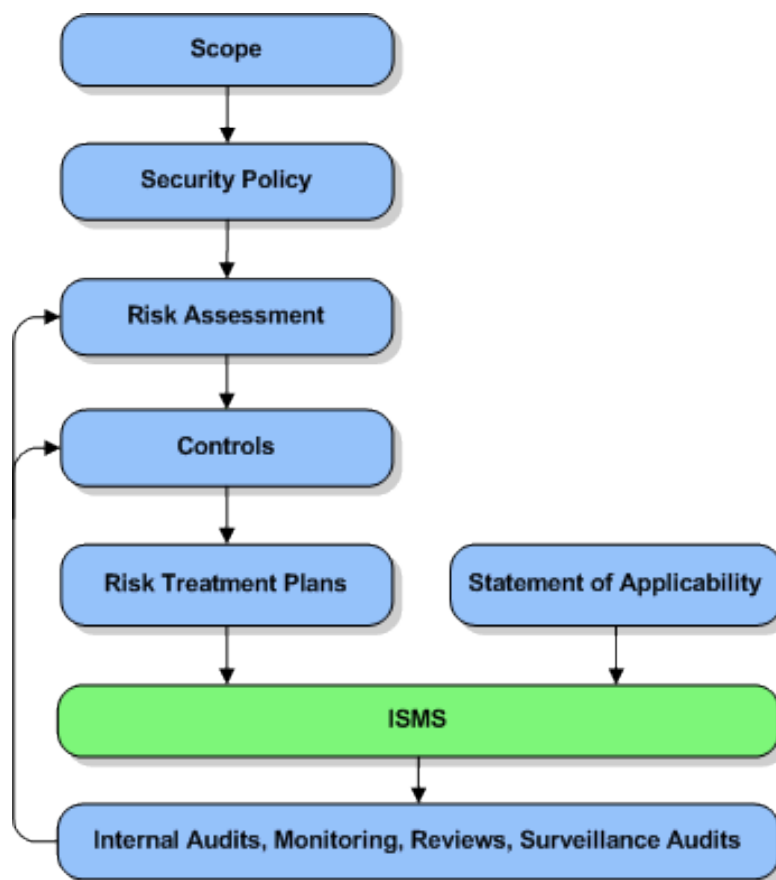 Scope
Security Policy
Risk Assessment
Controls
Risk Treatment Plans
Statement of Applicability
ISMS
Internal Audits, Monitoring, Reviews, Surveillance Audits